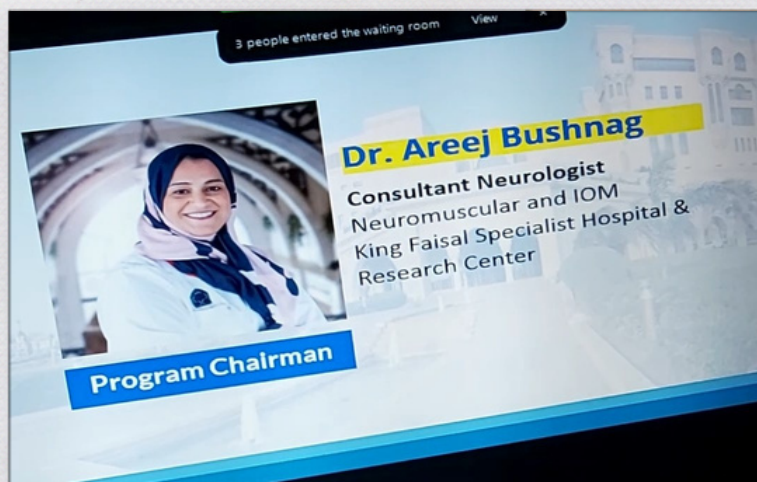 3 people entered the waiting room View
Dr. Areej Bushnag
Consultant Neurologist
Neuromuscular and IOM
King Faisal Specialist Hospital &
Research Center
Program Chairman